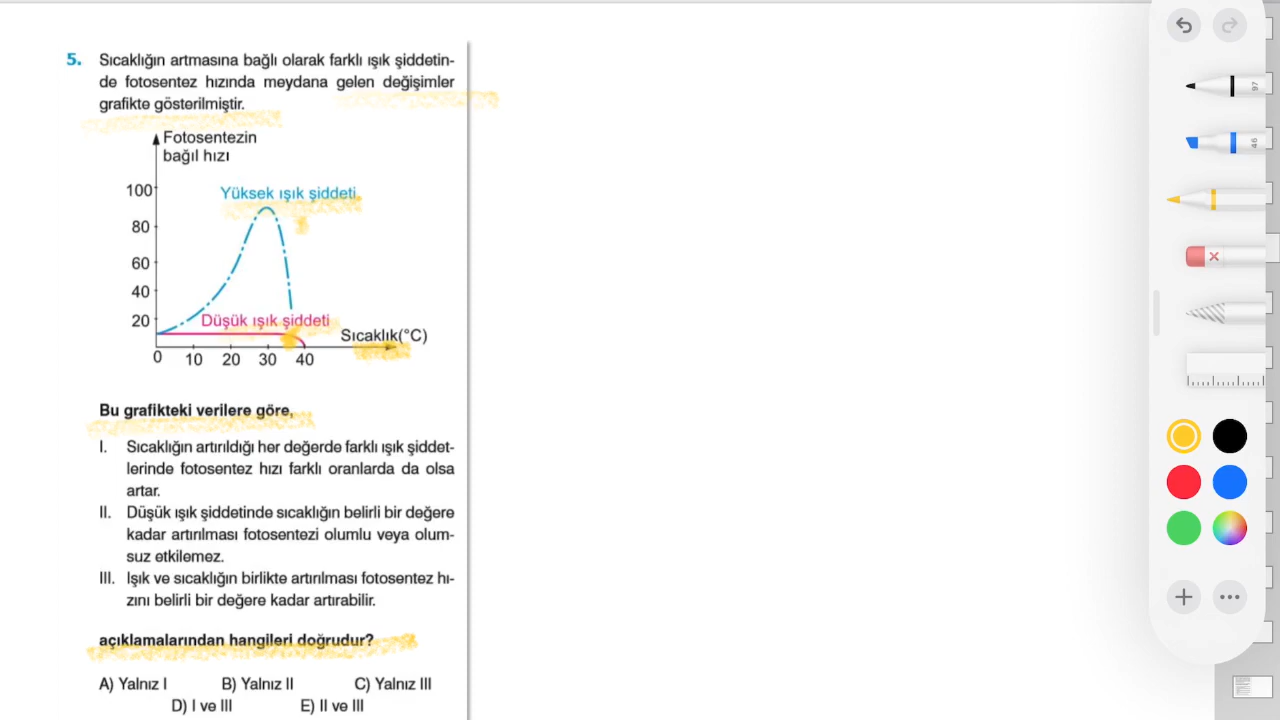 5. Sıcaklığın artmasına bağlı olarak farklı ışık şiddetin-
de fotosentez hızında meydana gelen değişimler
grafikte gösterilmiştir.
Fotosentezin
bağıl hızı
100
80
60
40
20
Yüksek ışık şiddeti
Düşük ışık şiddeti
Sıcaklık(°C)
0 10 20 30 40
Bu grafikteki verilere göre,
I. Sıcaklığın artırıldığı her değerde farklı ışık şiddet-
lerinde fotosentez hızı farklı oranlarda da olsa
artar.
II. Düşük ışık şiddetinde sıcaklığın belirli bir değere
kadar artırılması fotosentezi olumlu veya olum-
suz etkilemez.
III. Işık ve sıcaklığın birlikte artırılması fotosentez hı-
zını belirli bir değere kadar artırabilir.
açıklamalarından hangileri doğrudur?
A) Yalnız I B) Yalnız II C) Yalnız III
D) I ve III E) II ve III
97
46